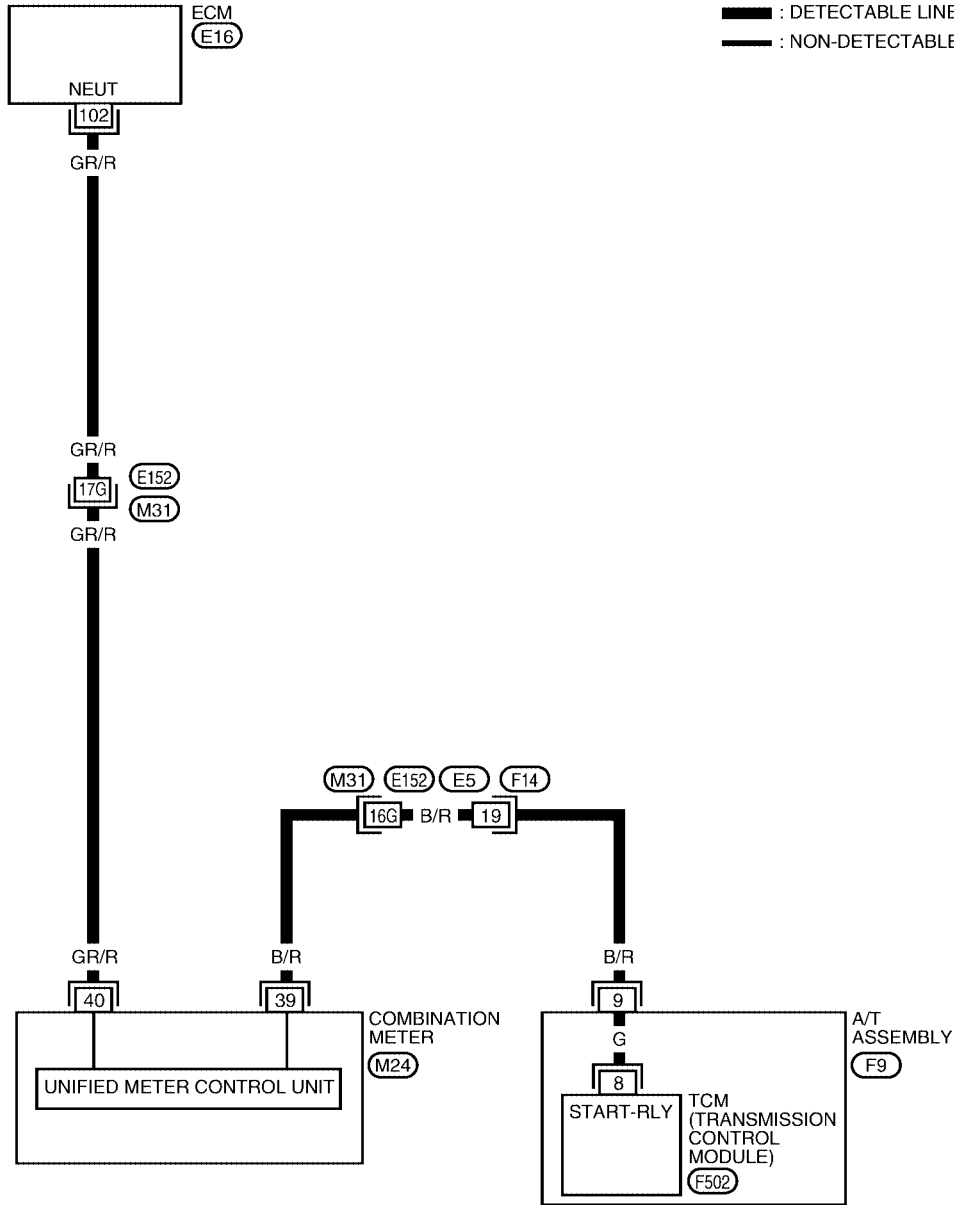 ECM
E16
: DETECTABLE LINE
: NON-DETECTABLE
NEUT
102
GR/R
GR/R
17G
E152
M31
GR/R
M31
E152
E5
F14
16G
B/R
19
GR/R
B/R
B/R
40
39
9
COMBINATION
METER
M24
UNIFIED METER CONTROL UNIT
G
8
START-RLY
TCM
(TRANSMISSION
CONTROL
MODULE)
F502
A/T
ASSEMBLY
F9